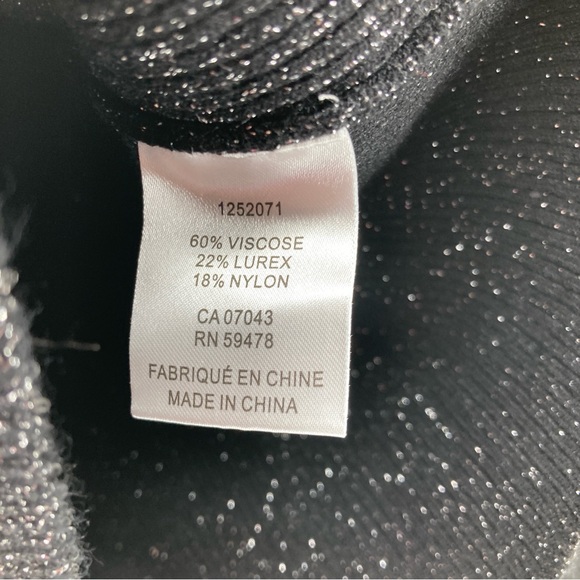 1252071
60% VISCOSE
22% LUREX
18% NYLON
CA 07043
RN 59478
FABRIQUÉ EN CHINE
MADE IN CHINA